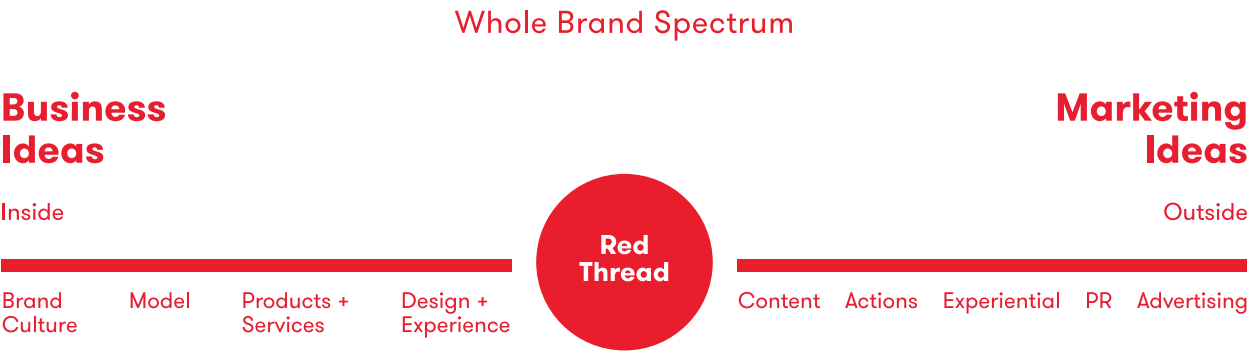 Whole Brand Spectrum
Business
Ideas
Marketing
Ideas
Inside
Outside
Red
Thread
Brand
Culture
Model
Products +
Services
Design +
Experience
Content
Actions
Experiential
PR
Advertising